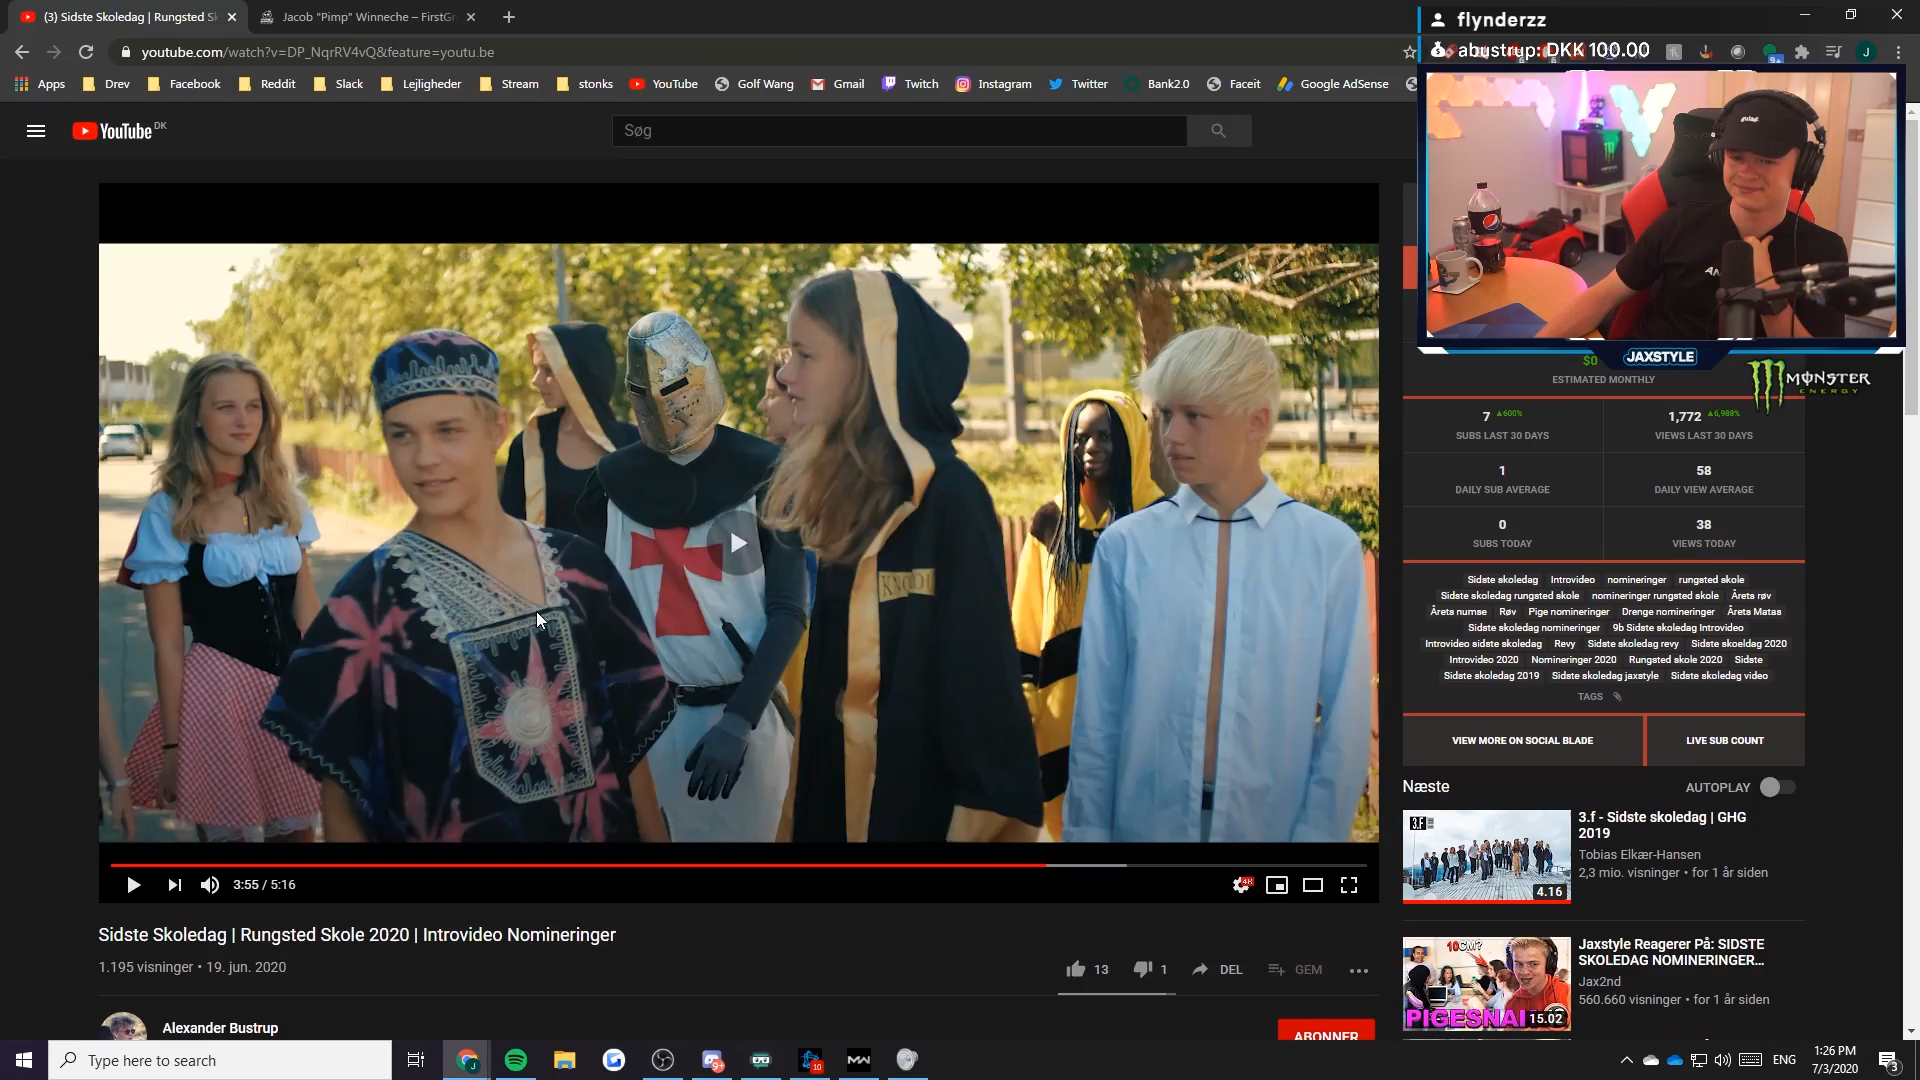 (3) Sidste Skoledag | Rungsted Sk
Jacob "Pimp" Winneche – FirstGr
flynderzz
youtube.com/watch?v=DP_NqrRV4vQ&feature=youtu.be
abustrup: DKK 100.00
Apps
Drev
Facebook
Reddit
Slack
Lejligheder
Stream
stonks
YouTube
Golf Wang
Gmail
Twitch
Instagram
Twitter
Bank2.0
Faceit
Google AdSense
YouTube DK
Søg
JAXSTYLE
MONSTER
ENERGY
$0
ESTIMATED MONTHLY
7 ▲600%
SUBS LAST 30 DAYS
1,772 ▲6,988%
VIEWS LAST 30 DAYS
1
DAILY SUB AVERAGE
58
DAILY VIEW AVERAGE
0
SUBS TODAY
38
VIEWS TODAY
Sidste skoledag Introvideo nomineringer rungsted skole
Sidste skoledag rungsted skole nomineringer rungsted skole Årets røv
Årets numse Røv Pige nomineringer Drenge nomineringer Årets Matas
Sidste skoledag nomineringer 9b Sidste skoledag Introvideo
Introvideo sidste skoledag Revy Sidste skoledag revy Sidste skoeldag 2020
Introvideo 2020 Nomineringer 2020 Rungsted skole 2020 Sidste
Sidste skoledag 2019 Sidste skoledag jaxstyle Sidste skoledag video
TAGS
VIEW MORE ON SOCIAL BLADE
LIVE SUB COUNT
Næste
AUTOPLAY
3.F
4.16
3.f - Sidste skoledag | GHG
2019
Tobias Elkær-Hansen
2,3 mio. visninger • for 1 år siden
10CM?
PIGESNAK
15.02
Jaxstyle Reagerer På: SIDSTE
SKOLEDAG NOMINERINGER...
Jax2nd
560.660 visninger • for 1 år siden
3:55 / 5:16
4K
Sidste Skoledag | Rungsted Skole 2020 | Introvideo Nomineringer
1.195 visninger • 19. jun. 2020
13
1
DEL
GEM
Alexander Bustrup
ABONNER
Type here to search
9+
10
ENG
1:26 PM
7/3/2020
3